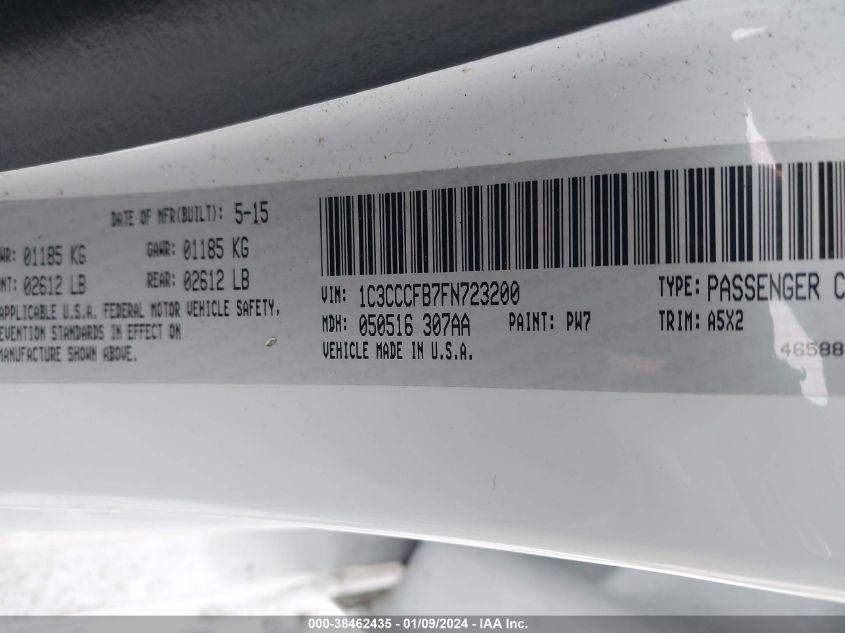 DATE OF MFR(BUILT): 5-15
WR: 01185 KG GAWR: 01185 KG
NT: 02612 LB REAR: 02612 LB
APPLICABLE U.S.A. FEDERAL MOTOR VEHICLE SAFETY,
EVENTION STANDARDS IN EFFECT ON
MANUFACTURE SHOWN ABOVE.
VIN: 1C3CCCFB7FN723200 TYPE: PASSENGER C
MDH: 050516 307AA PAINT: PW7 TRIM: A5X2
VEHICLE MADE IN U.S.A.
46588
000-38462435 - 01/09/2024 - IAA Inc.